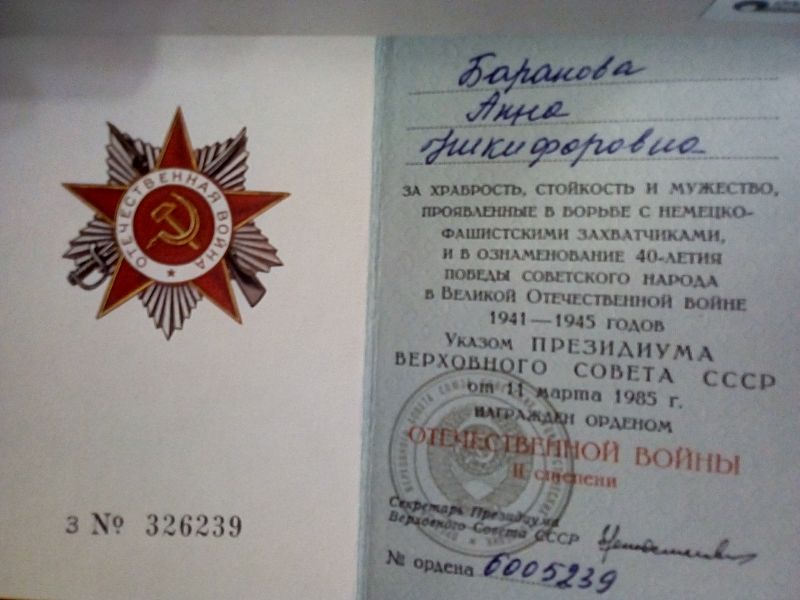 ОТЕЧЕСТВЕННАЯ ВОЙНА
З № 326239
Баранова
Анна
Никифоровна
ЗА ХРАБРОСТЬ, СТОЙКОСТЬ И МУЖЕСТВО,
ПРОЯВЛЕННЫЕ В БОРЬБЕ С НЕМЕЦКО-
ФАШИСТСКИМИ ЗАХВАТЧИКАМИ,
И В ОЗНАМЕНОВАНИЕ 40-ЛЕТИЯ
ПОБЕДЫ СОВЕТСКОГО НАРОДА
В ВЕЛИКОЙ ОТЕЧЕСТВЕННОЙ ВОЙНЕ
1941—1945 ГОДОВ
УКАЗОМ ПРЕЗИДИУМА
ВЕРХОВНОГО СОВЕТА СССР
от 11 марта 1985 г.
НАГРАЖДЕН ОРДЕНОМ
ОТЕЧЕСТВЕННОЙ ВОЙНЫ
II степени
Секретарь Президиума
Верховного Совета СССР
№ ордена 6005239